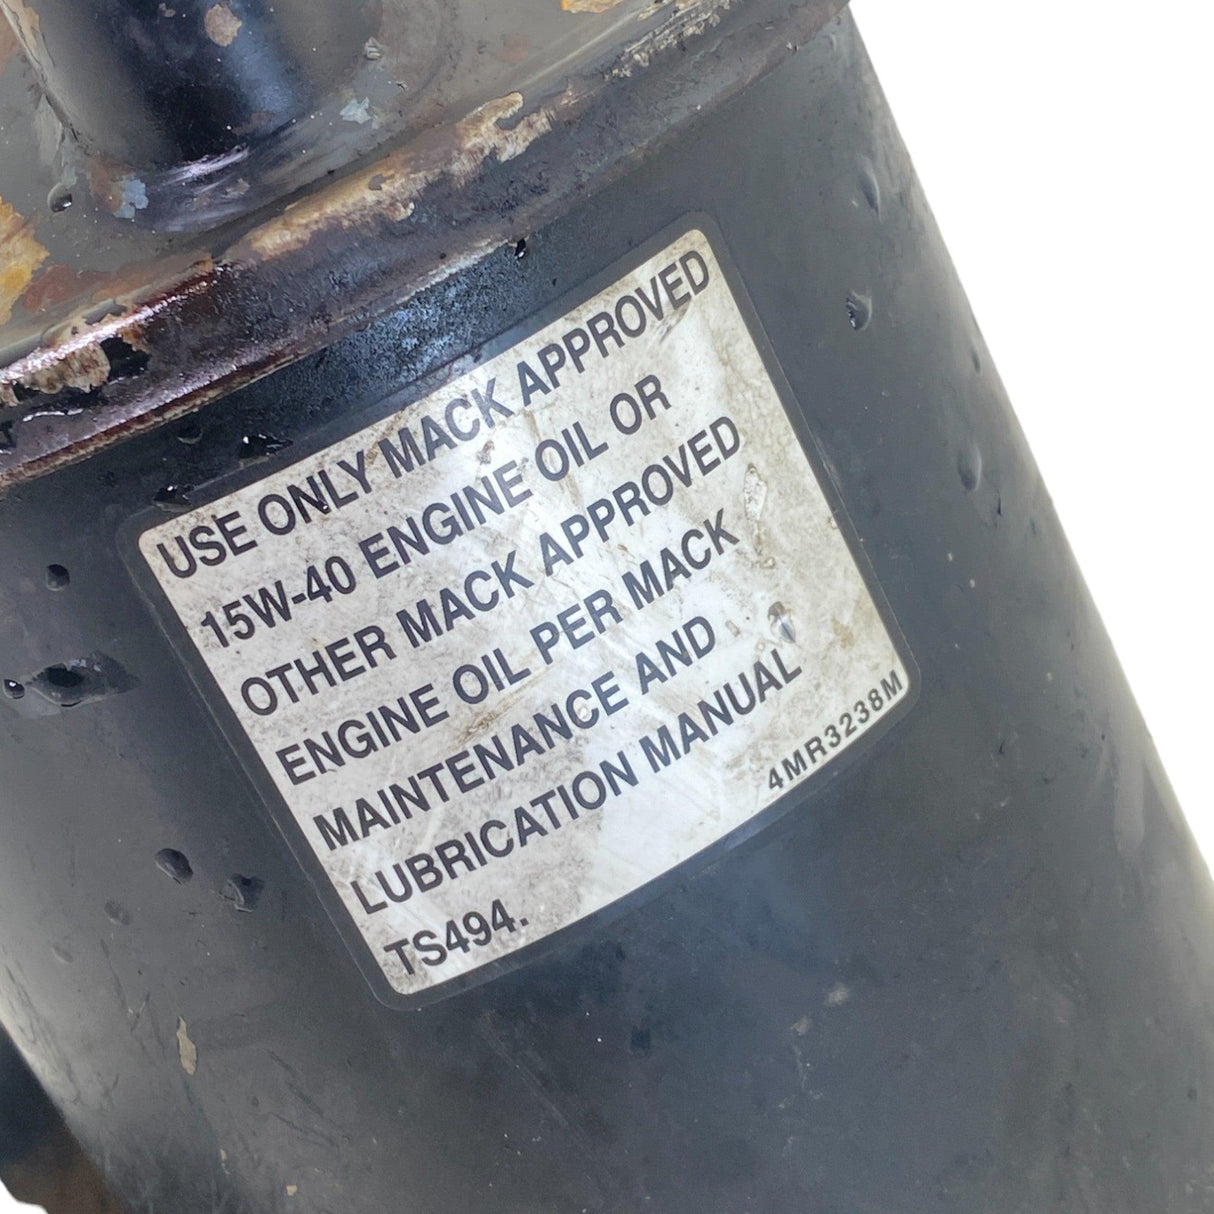 USE ONLY MACK APPROVED
15W-40 ENGINE OIL OR
OTHER MACK APPROVED
ENGINE OIL PER MACK
MAINTENANCE AND
LUBRICATION MANUAL
TS494.
4MR3238M